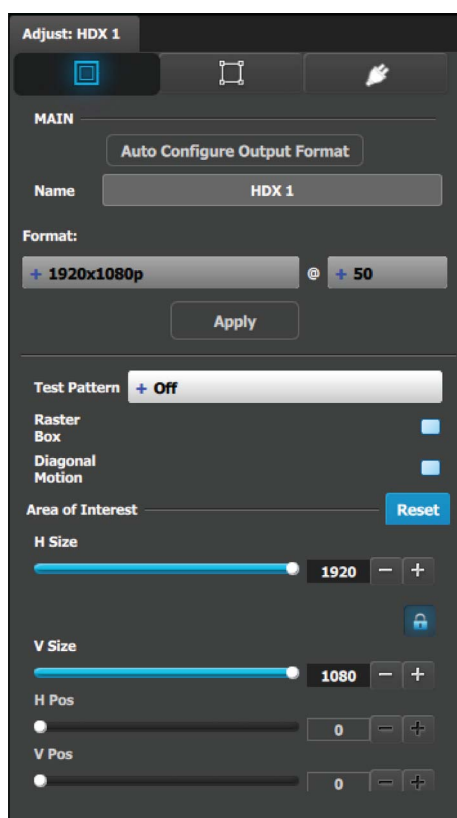 Adjust: HDX 1
MAIN
Auto Configure Output Format
Name HDX 1
Format:
+ 1920x1080p @ + 50
Apply
Test Pattern + Off
Raster
Box
Diagonal
Motion
Area of Interest Reset
H Size
1920 − +
V Size
1080 − +
H Pos
0 − +
V Pos
0 − +